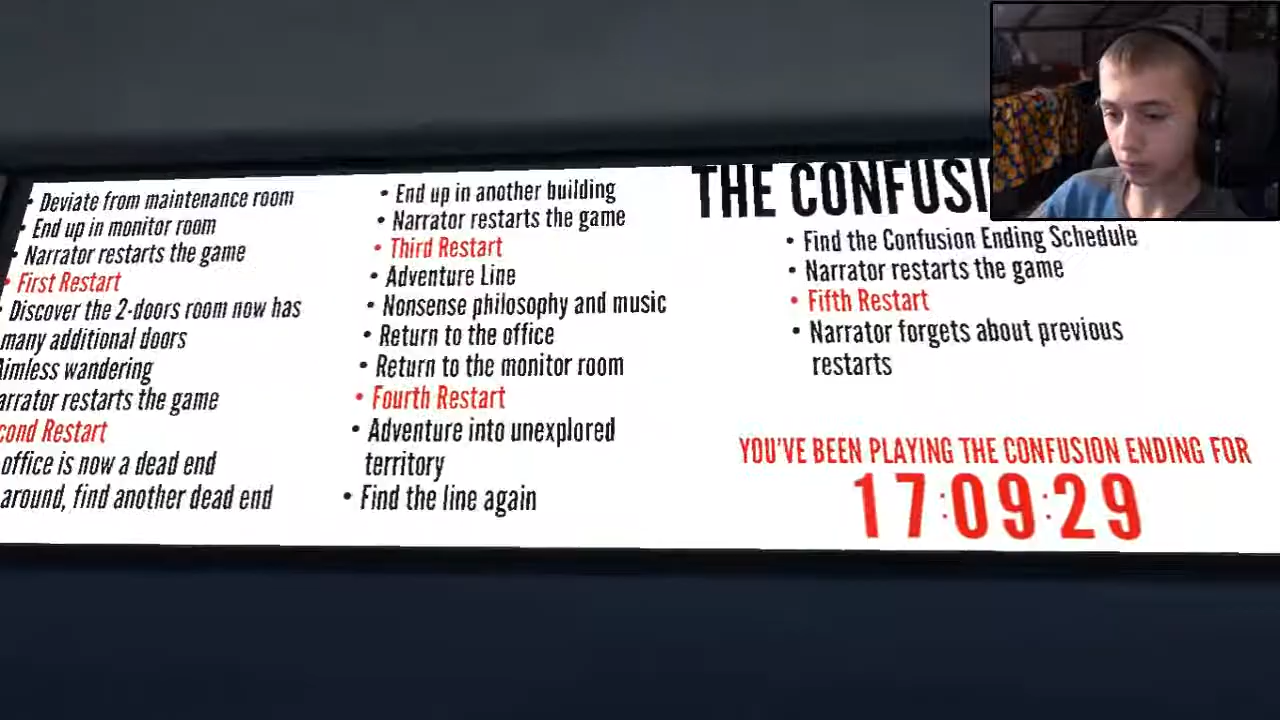 • Deviate from maintenance room
• End up in monitor room
• Narrator restarts the game
• First Restart
• Discover the 2-doors room now has
many additional doors
wandering
restarts the game
Restart
office is now a dead end
around, find another dead end
• End up in another building
• Narrator restarts the game
• Third Restart
• Adventure Line
• Nonsense philosophy and music
• Return to the office
• Return to the monitor room
• Fourth Restart
• Adventure into unexplored
territory
• Find the line again
THE
• Find the Confusion Ending Schedule
• Narrator restarts the game
• Fifth Restart
• Narrator forgets about previous
restarts
YOU'VE BEEN PLAYING THE CONFUSION ENDING FOR
17:09:29